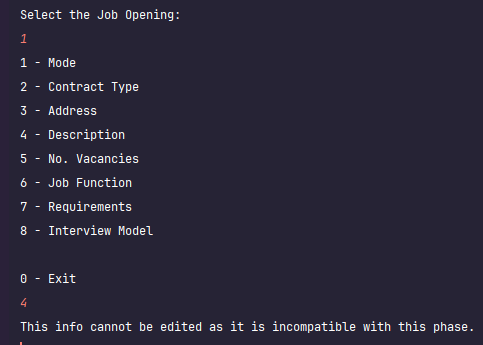 Select the Job Opening:
1
1 - Mode
2 - Contract Type
3 - Address
4 - Description
5 - No. Vacancies
6 - Job Function
7 - Requirements
8 - Interview Model
0 - Exit
4
This info cannot be edited as it is incompatible with this phase.